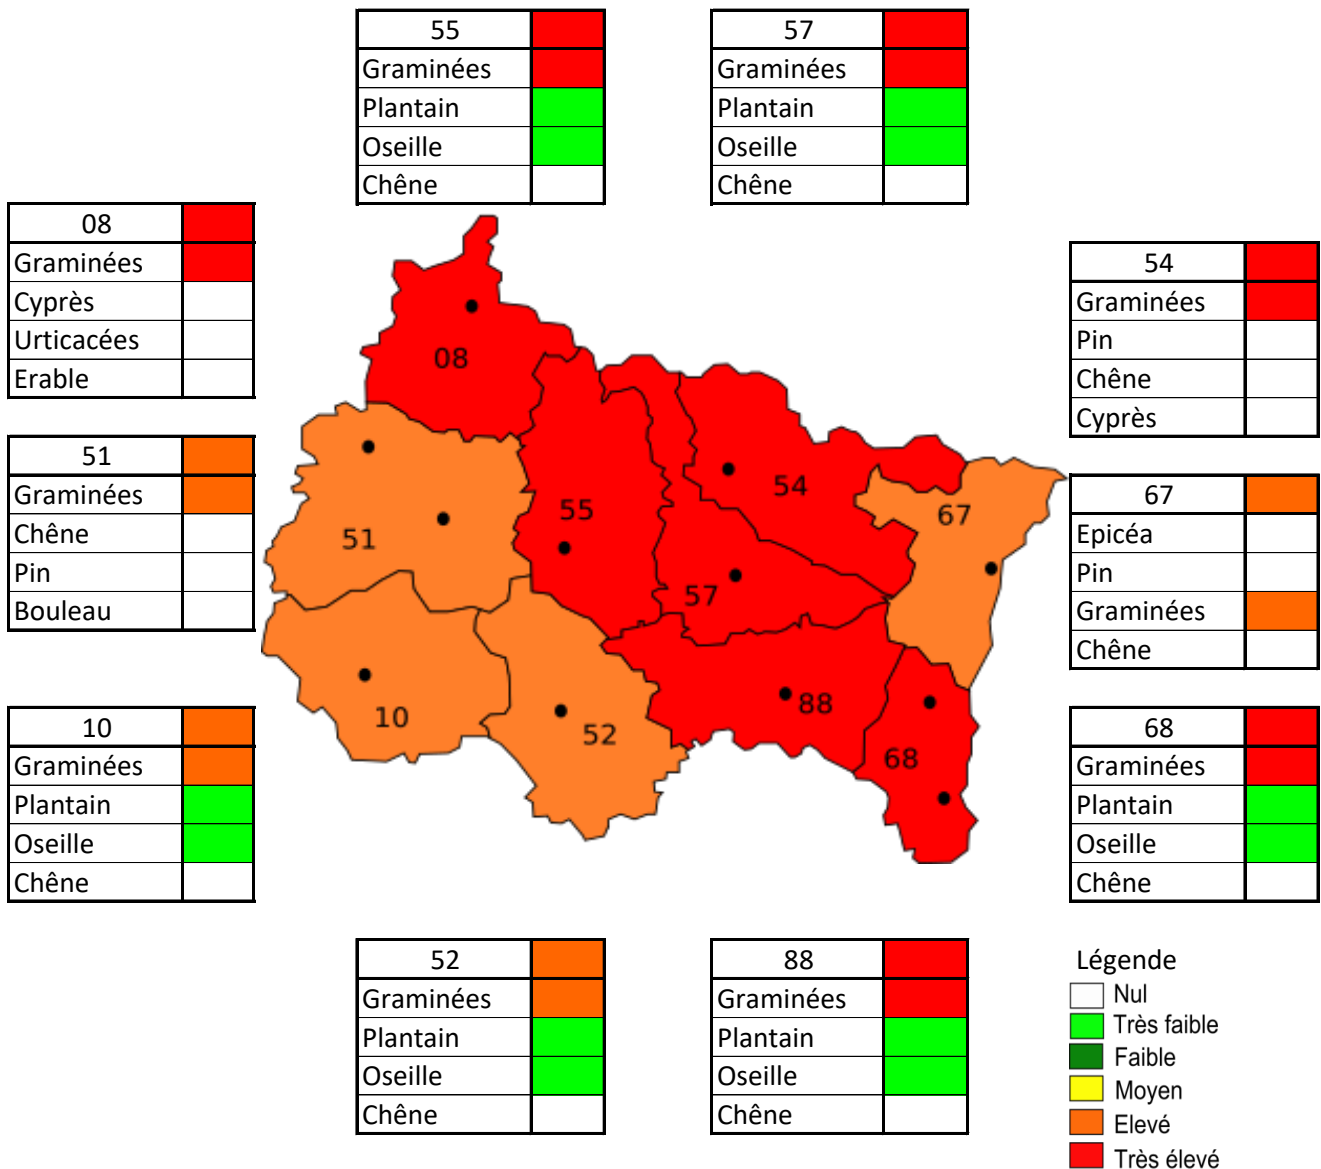 55
Graminées
Plantain
Oseille
Chêne
57
Graminées
Plantain
Oseille
Chêne
08
Graminées
Cyprès
Urticacées
Erable
54
Graminées
Pin
Chêne
Cyprès
51
Graminées
Chêne
Pin
Bouleau
67
Epicéa
Pin
Graminées
Chêne
10
Graminées
Plantain
Oseille
Chêne
68
Graminées
Plantain
Oseille
Chêne
52
Graminées
Plantain
Oseille
Chêne
88
Graminées
Plantain
Oseille
Chêne
08
54
55
67
51
57
88
10
52
68
Légende
Nul
Très faible
Faible
Moyen
Elevé
Très élevé